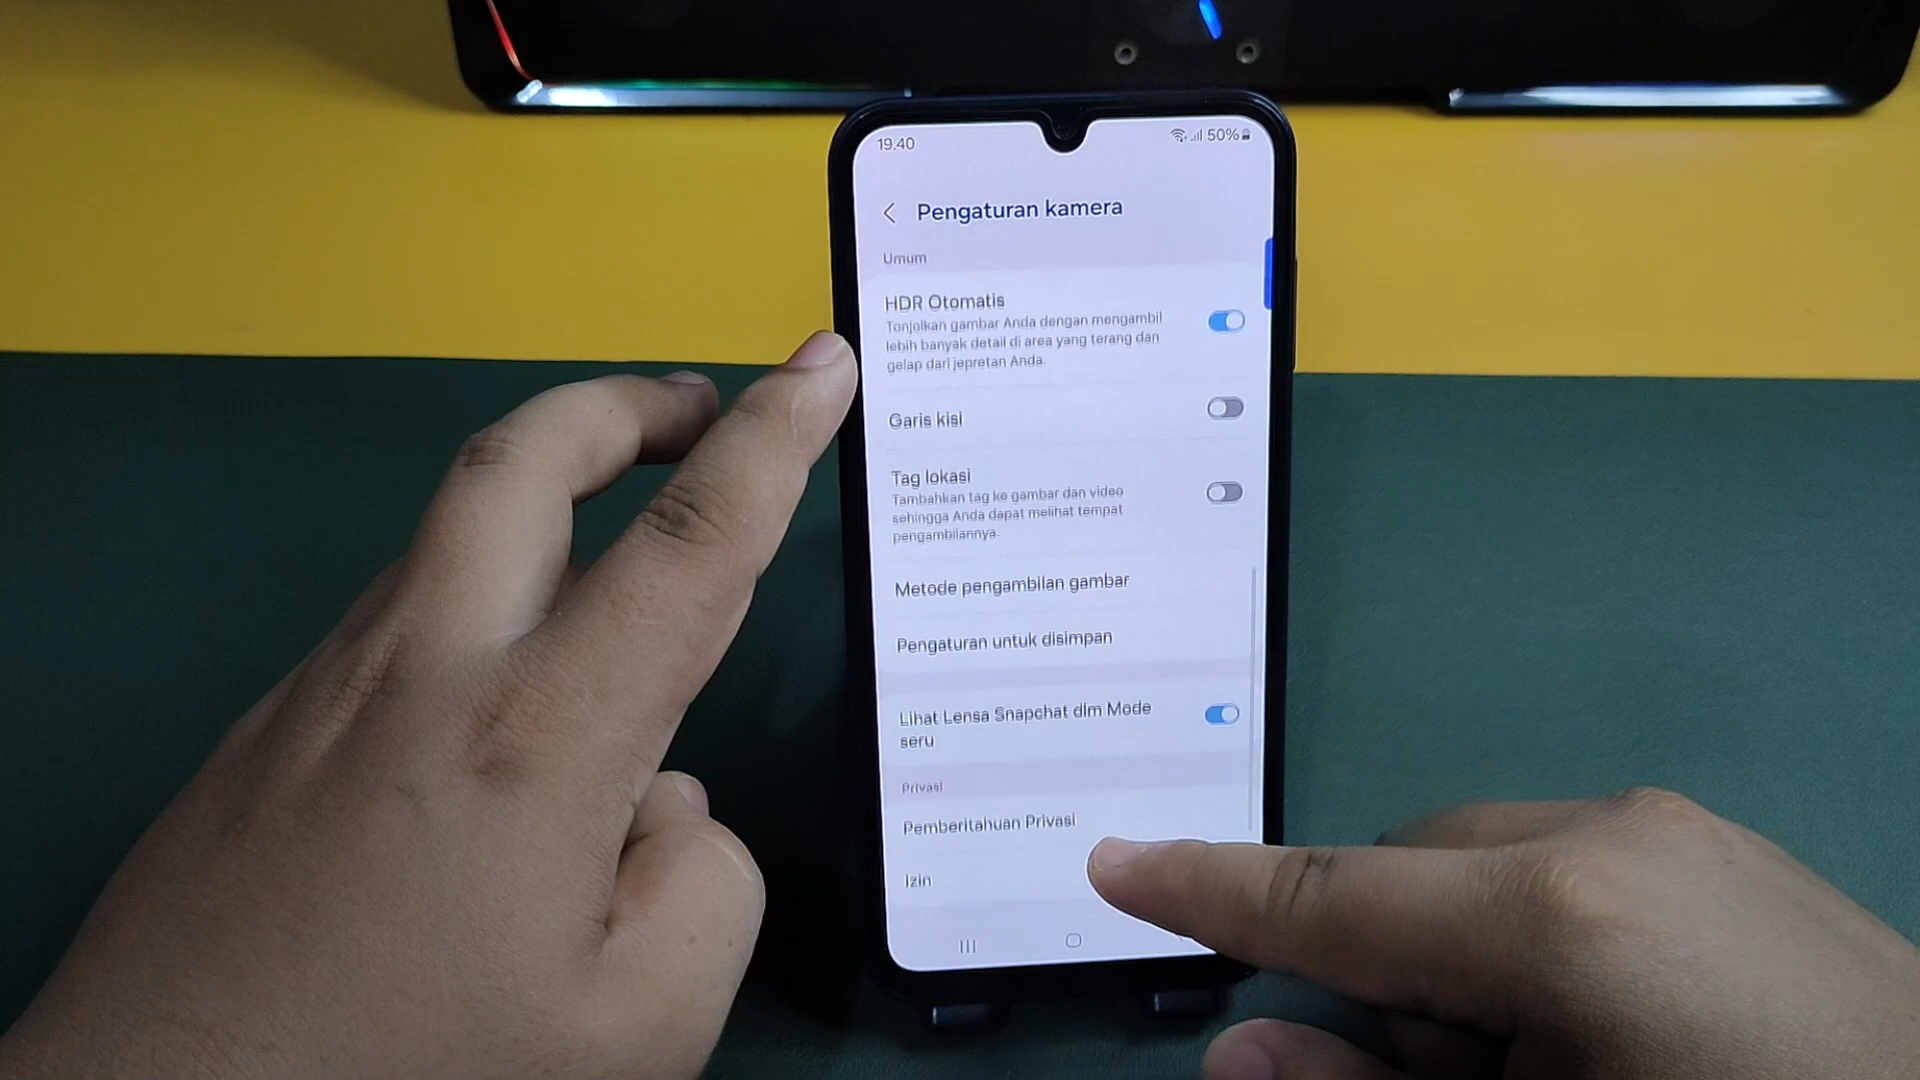 19.40
50%
Pengaturan kamera
Umum
HDR Otomatis
Tonjolkan gambar Anda dengan mengambil
lebih banyak detail di area yang terang dan
gelap dari jepretan Anda.
Garis kisi
Tag lokasi
Tambahkan tag ke gambar dan video
sehingga Anda dapat melihat tempat
pengambilannya.
Metode pengambilan gambar
Pengaturan untuk disimpan
Lihat Lensa Snapchat dlm Mode
seru
Privasi
Pemberitahuan Privasi
Izin